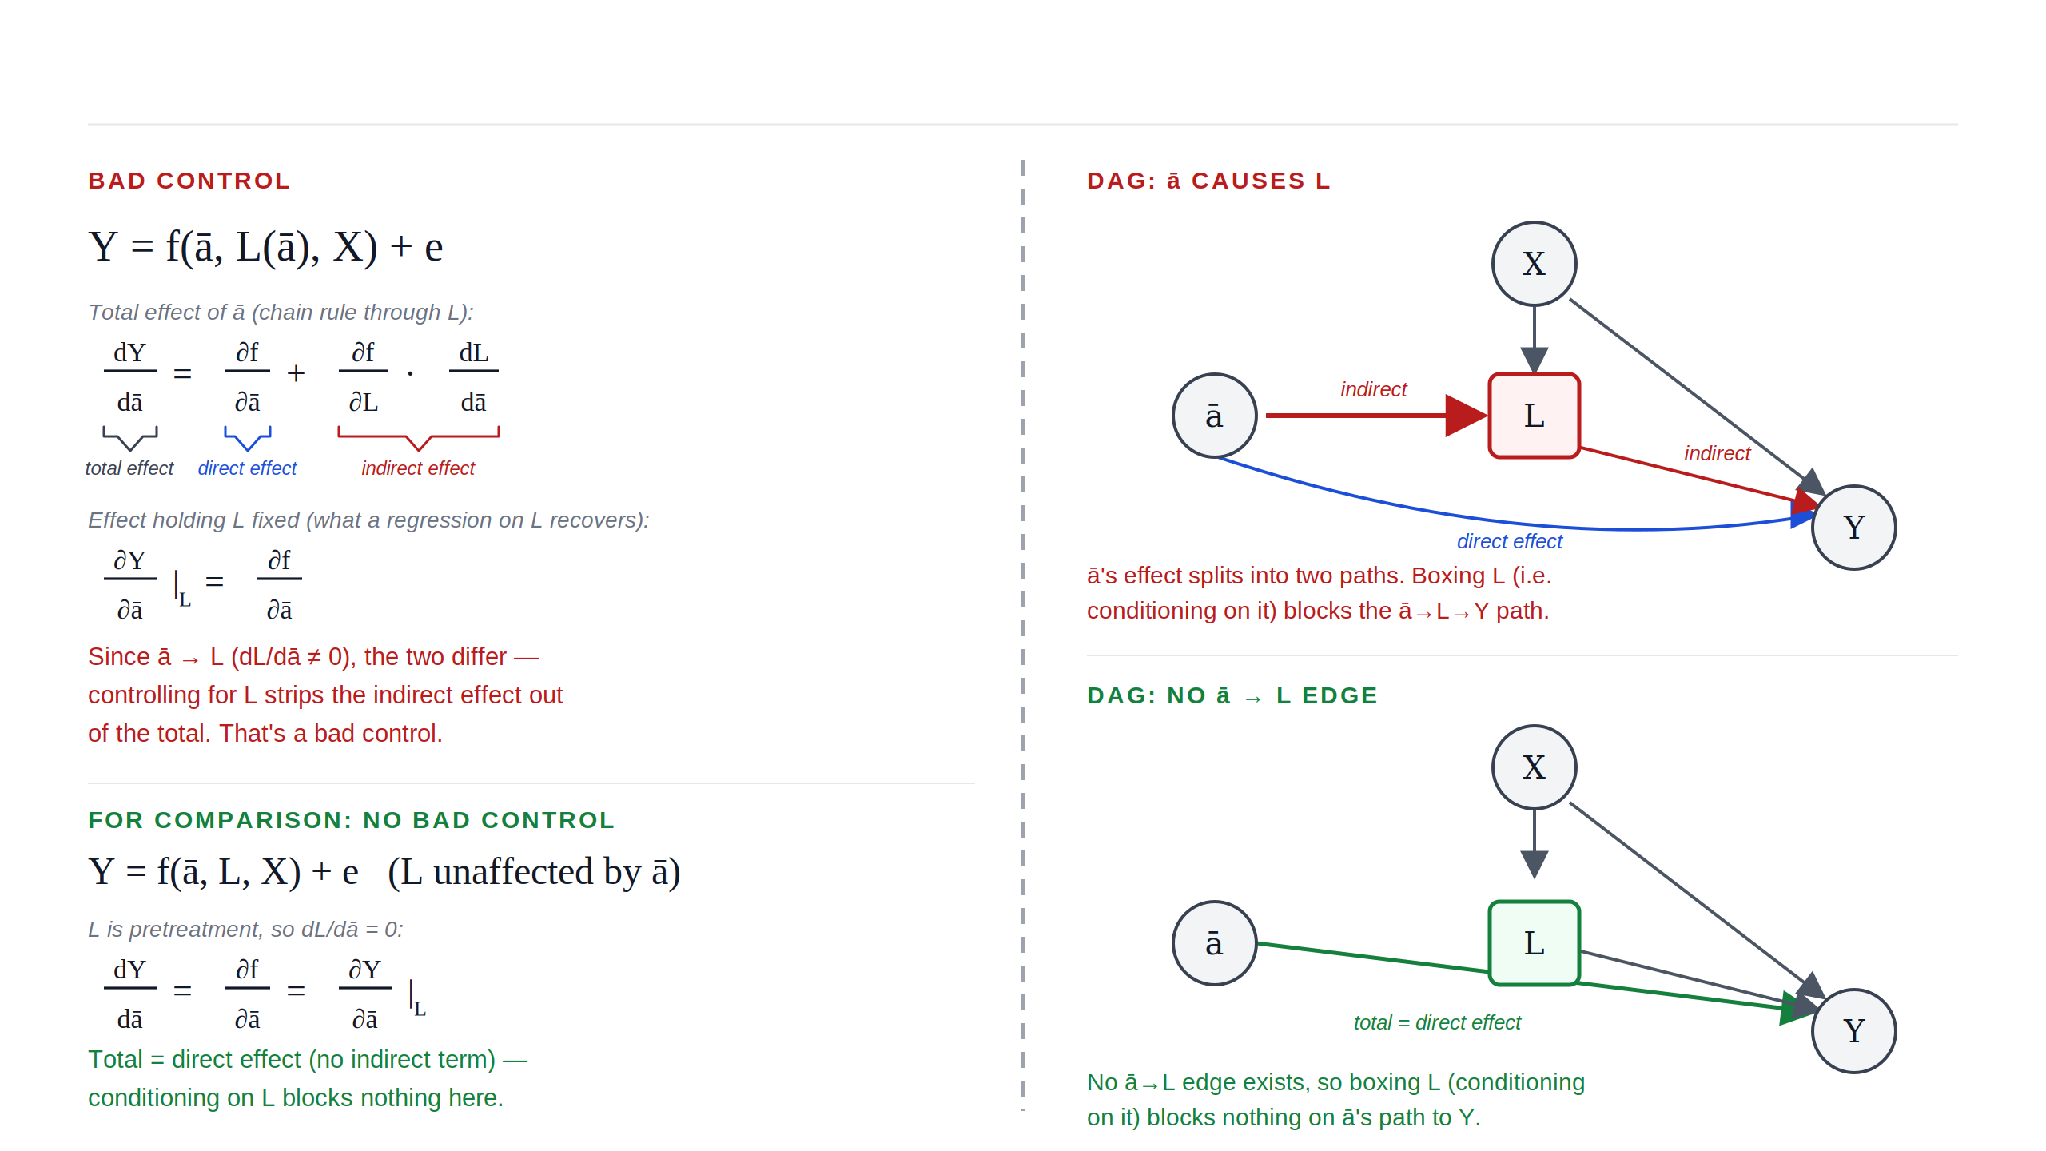 BAD CONTROL
Y = f(ā, L(ā), X) + e
Total effect of ā (chain rule through L):
dY ∂f ∂f dL
= + ·
dā ∂ā ∂L dā
total effect direct effect indirect effect
Effect holding L fixed (what a regression on L recovers):
∂Y ∂f
|L =
∂ā ∂ā
Since ā → L (dL/dā ≠ 0), the two differ —
controlling for L strips the indirect effect out
of the total. That's a bad control.
FOR COMPARISON: NO BAD CONTROL
Y = f(ā, L, X) + e (L unaffected by ā)
L is pretreatment, so dL/dā = 0:
dY ∂f ∂Y
= = |L
dā ∂ā ∂ā
Total = direct effect (no indirect term) —
conditioning on L blocks nothing here.
DAG: ā CAUSES L
X
indirect
ā
L
indirect
Y
direct effect
ā's effect splits into two paths. Boxing L (i.e.
conditioning on it) blocks the ā→L→Y path.
DAG: NO ā → L EDGE
X
ā
L
total = direct effect
Y
No ā→L edge exists, so boxing L (conditioning
on it) blocks nothing on ā's path to Y.